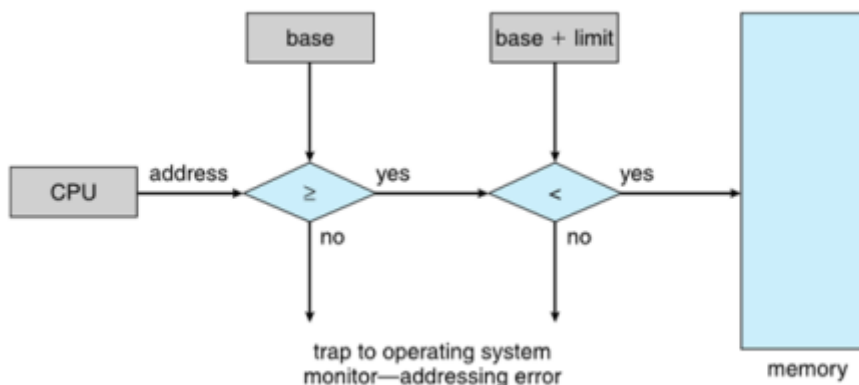 base
base + limit
CPU
address
≥
yes
<
yes
no
no
trap to operating system
monitor—addressing error
memory